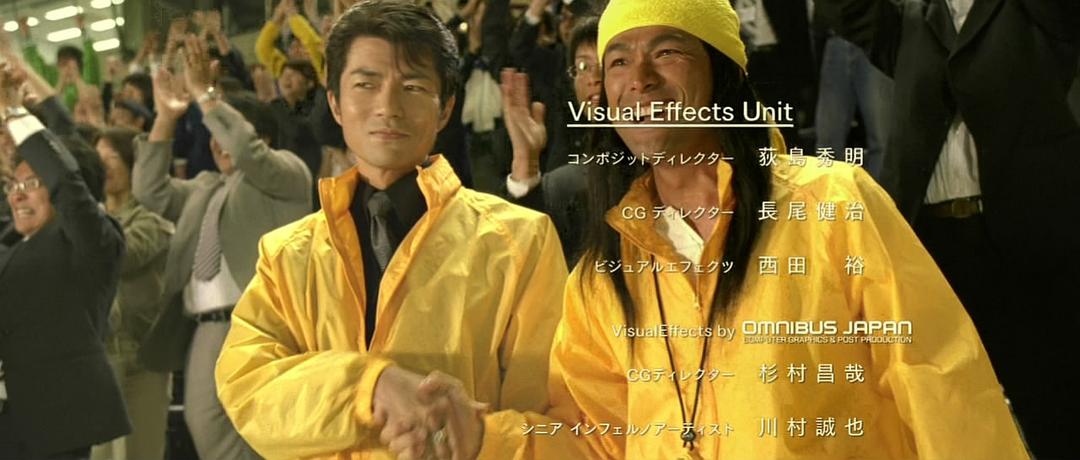 Visual Effects Unit
コンポジットディレクター 荻島秀明
CG ディレクター 長尾健治
ビジュアルエフェクツ 西田 裕
VisualEffects by OMNIBUS JAPAN
COMPUTER GRAPHICS & POST PRODUCTION
CGディレクター 杉村昌哉
シニア インフェルノアーティスト 川村誠也